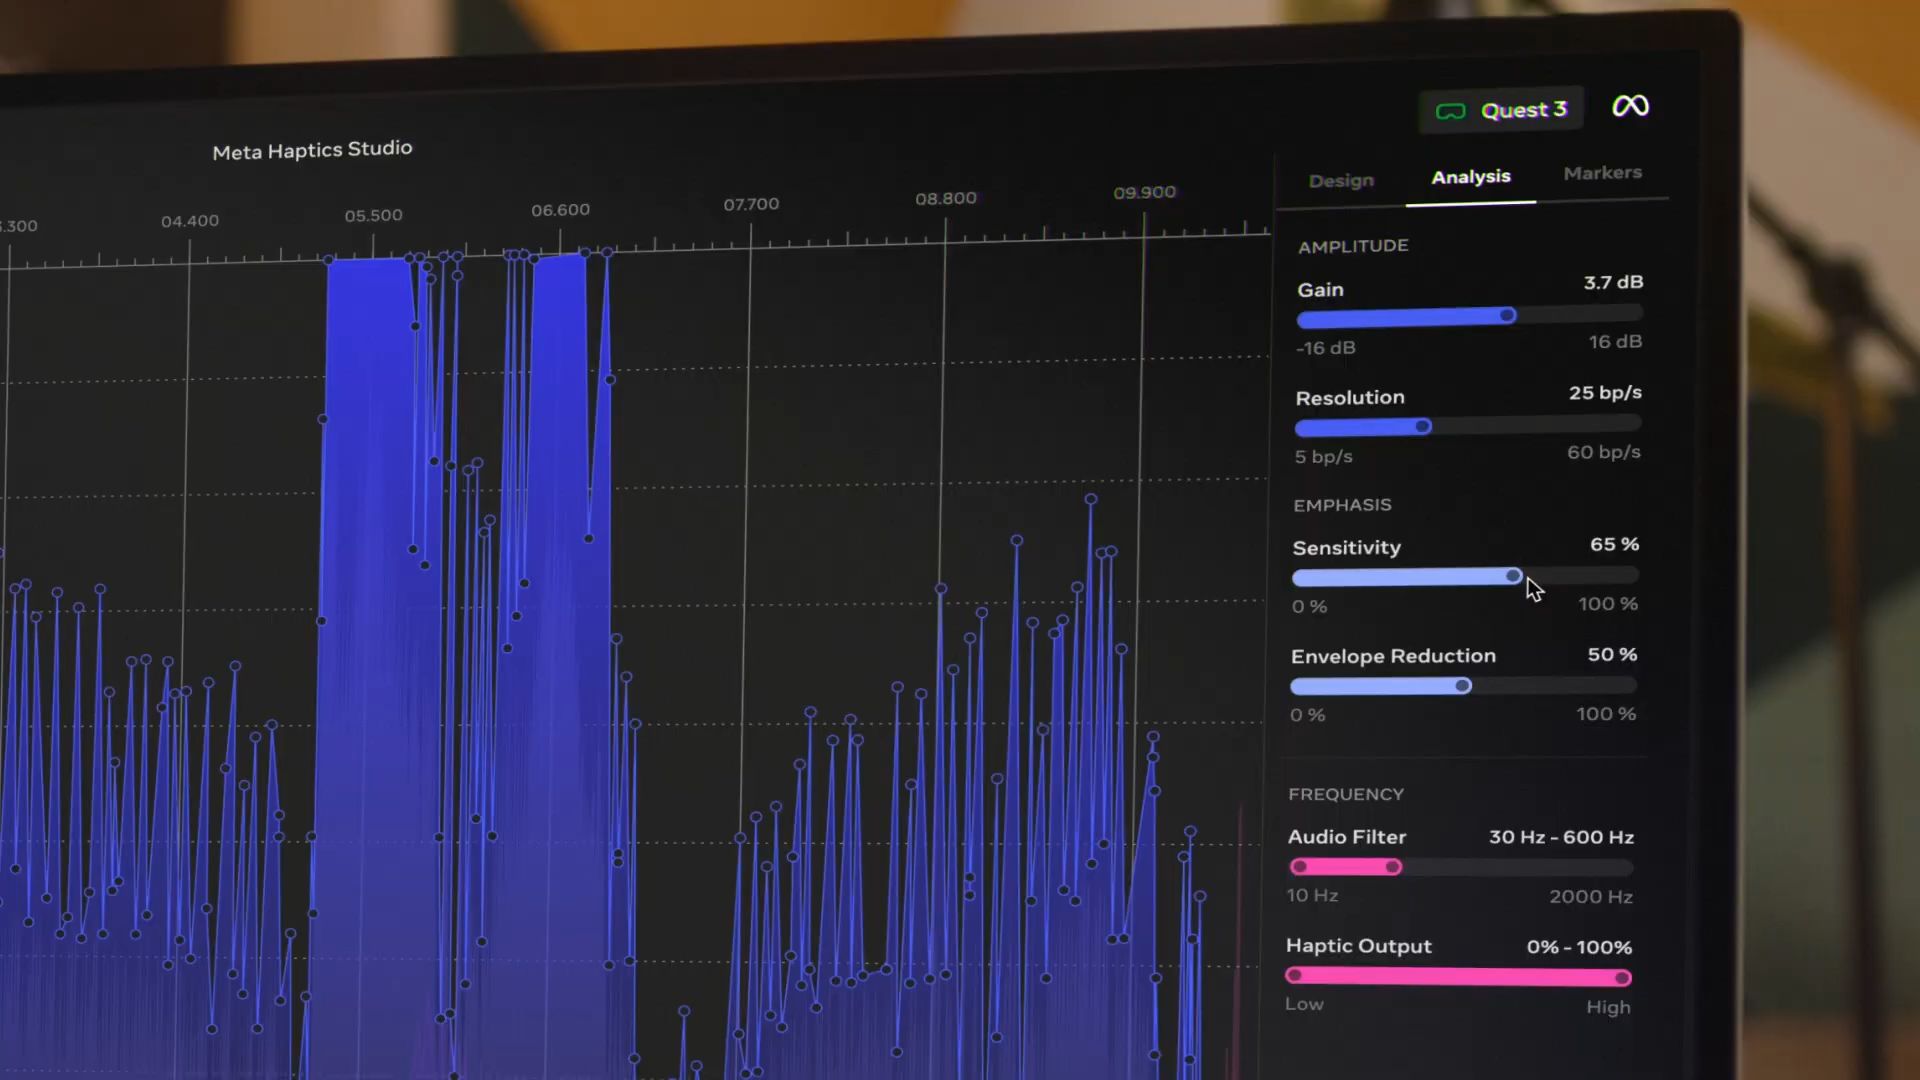 Quest 3
Meta Haptics Studio
Design Analysis Markers
04.400 05.500 06.600 07.700 08.800 09.900
AMPLITUDE
Gain 3.7 dB
-16 dB 16 dB
Resolution 25 bp/s
5 bp/s 60 bp/s
EMPHASIS
Sensitivity 65 %
0 % 100 %
Envelope Reduction 50 %
0 % 100 %
FREQUENCY
Audio Filter 30 Hz - 600 Hz
10 Hz 2000 Hz
Haptic Output 0% - 100%
Low High